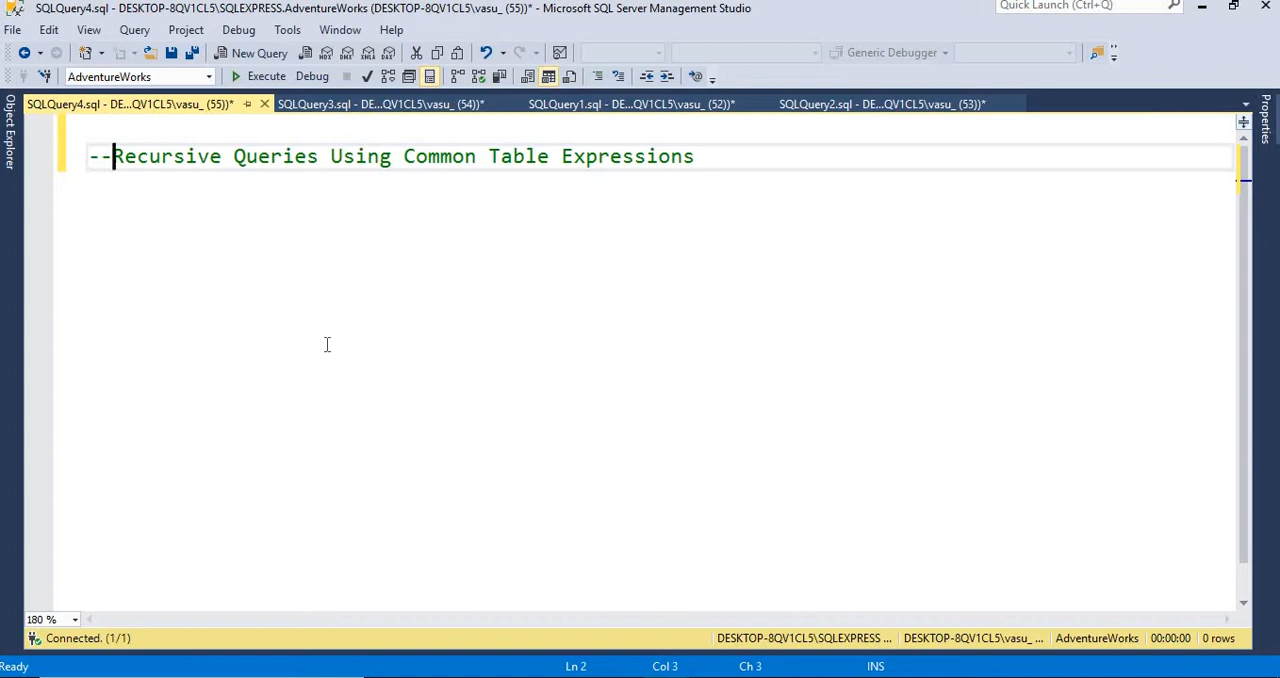 SQLQuery4.sql - DESKTOP-8QV1CL5\SQLEXPRESS.AdventureWorks (DESKTOP-8QV1CL5\vasu_ (55))* - Microsoft SQL Server Management Studio
Quick Launch (Ctrl+Q)
File Edit View Query Project Debug Tools Window Help
New Query
Generic Debugger
AdventureWorks
Execute Debug
SQLQuery4.sql - DE...QV1CL5\vasu_ (55))*
SQLQuery3.sql - DE...QV1CL5\vasu_ (54))*
SQLQuery1.sql - DE...QV1CL5\vasu_ (52))*
SQLQuery2.sql - DE...QV1CL5\vasu_ (53))*
Object Explorer
Properties
--Recursive Queries Using Common Table Expressions
180 %
Connected. (1/1)
DESKTOP-8QV1CL5\SQLEXPRESS ...
DESKTOP-8QV1CL5\vasu_ ...
AdventureWorks
00:00:00
0 rows
Ready
Ln 2
Col 3
Ch 3
INS